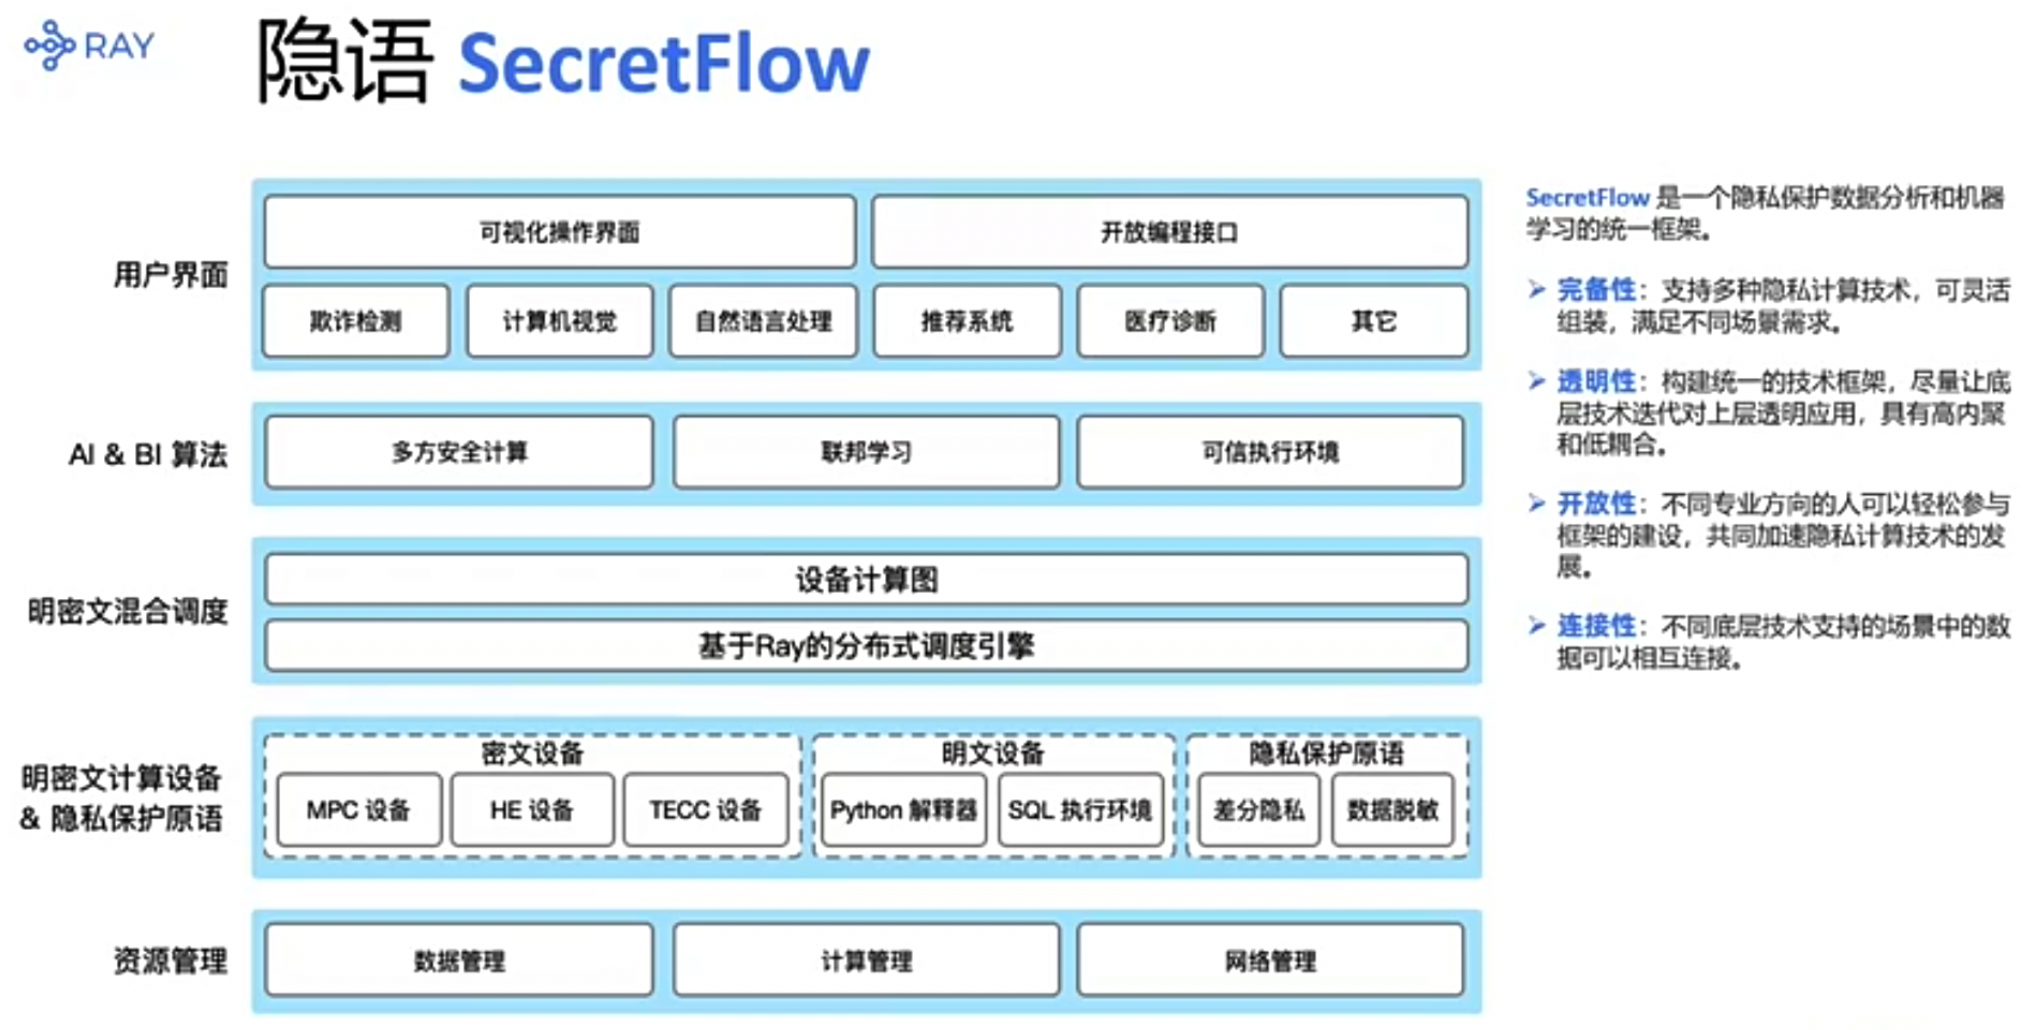 RAY
隐语 SecretFlow
用户界面
可视化操作界面
开放编程接口
欺诈检测
计算机视觉
自然语言处理
推荐系统
医疗诊断
其它
AI & BI 算法
多方安全计算
联邦学习
可信执行环境
明密文混合调度
设备计算图
基于Ray的分布式调度引擎
明密文计算设备
& 隐私保护原语
密文设备
MPC 设备
HE 设备
TECC 设备
明文设备
Python 解释器
SQL 执行环境
隐私保护原语
差分隐私
数据脱敏
资源管理
数据管理
计算管理
网络管理
SecretFlow 是一个隐私保护数据分析和机器
学习的统一框架。
➢ 完备性：支持多种隐私计算技术，可灵活
组装，满足不同场景需求。
➢ 透明性：构建统一的技术框架，尽量让底
层技术迭代对上层透明应用，具有高内聚
和低耦合。
➢ 开放性：不同专业方向的人可以轻松参与
框架的建设，共同加速隐私计算技术的发
展。
➢ 连接性：不同底层技术支持的场景中的数
据可以相互连接。